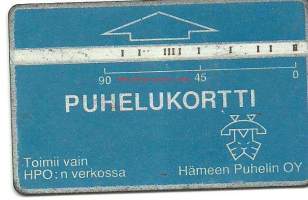 90 45 0
PUHELUKORTTI
Toimii vain
HPO:n verkossa
Hämeen Puhelin OY